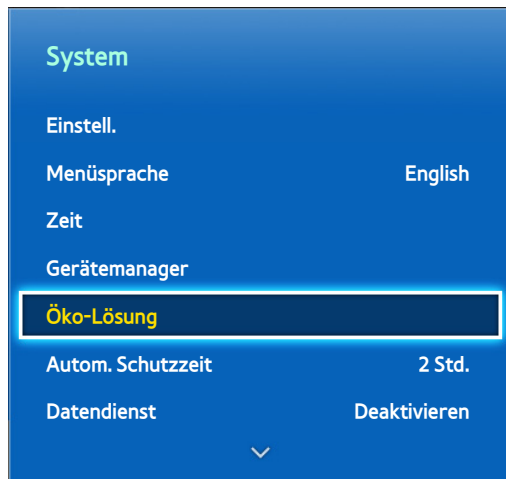 System
Einstell.
Menüsprache English
Zeit
Gerätemanager
Öko-Lösung
Autom. Schutzzeit 2 Std.
Datendienst Deaktivieren